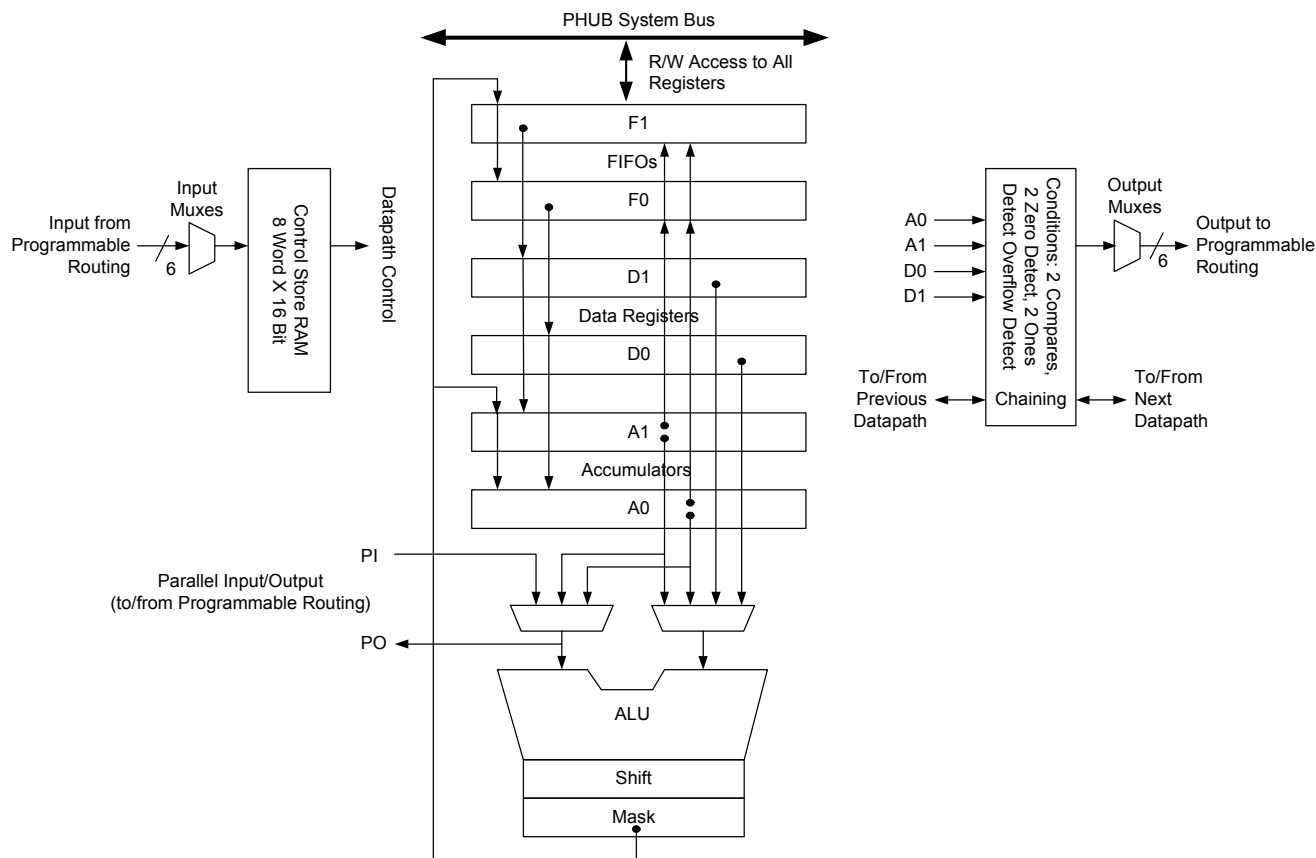 PHUB System Bus
R/W Access to All
Registers
F1
FIFOs
F0
D1
Data Registers
D0
A1
Accumulators
A0
Input from
Programmable
Routing
6
Input
Muxes
Control Store RAM
8 Word X 16 Bit
Datapath Control
A0
A1
D0
D1
Conditions: 2 Compares,
2 Zero Detect, 2 Ones
Detect Overflow Detect
Output
Muxes
6
Output to
Programmable
Routing
To/From
Previous
Datapath
Chaining
To/From
Next
Datapath
PI
Parallel Input/Output
(to/from Programmable Routing)
PO
ALU
Shift
Mask